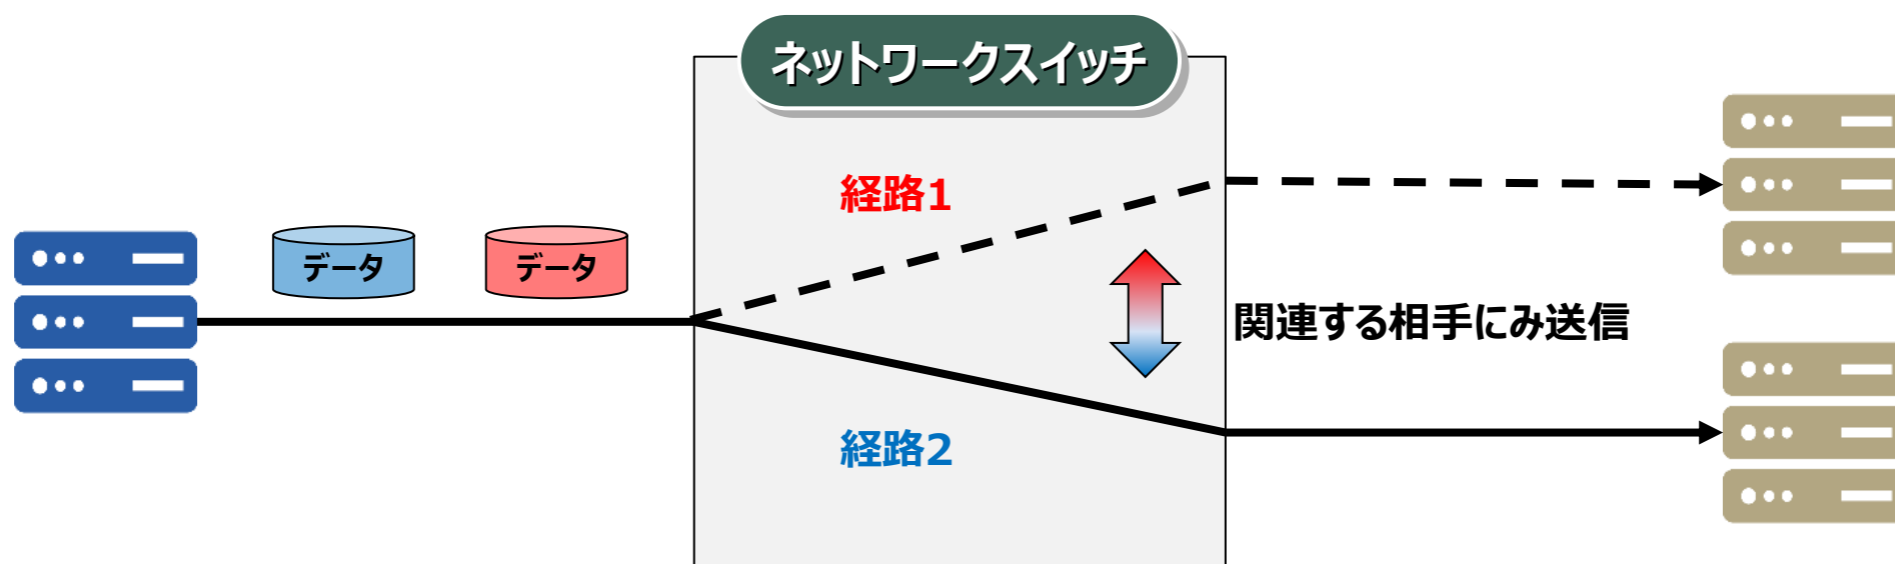 ネットワークスイッチ
経路1
データ
データ
関連する相手にみ送信
経路2